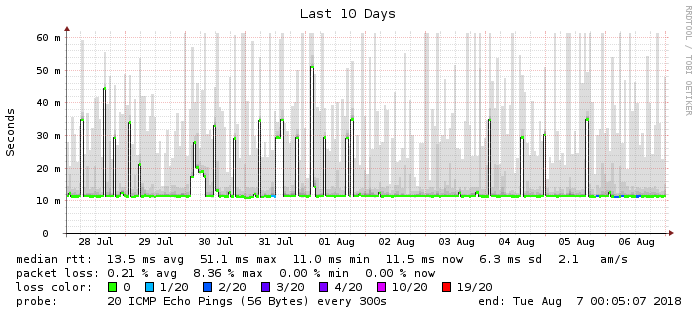 Last 10 Days
RRDTOOL / TOBI OETIKER
Seconds
60 m
50 m
40 m
30 m
20 m
10 m
0
28 Jul 29 Jul 30 Jul 31 Jul 01 Aug 02 Aug 03 Aug 04 Aug 05 Aug 06 Aug
median rtt: 13.5 ms avg 51.1 ms max 11.0 ms min 11.5 ms now 6.3 ms sd 2.1 am/s
packet loss: 0.21 % avg 8.36 % max 0.00 % min 0.00 % now
loss color: 0 1/20 2/20 3/20 4/20 10/20 19/20
probe: 20 ICMP Echo Pings (56 Bytes) every 300s end: Tue Aug 7 00:05:07 2018